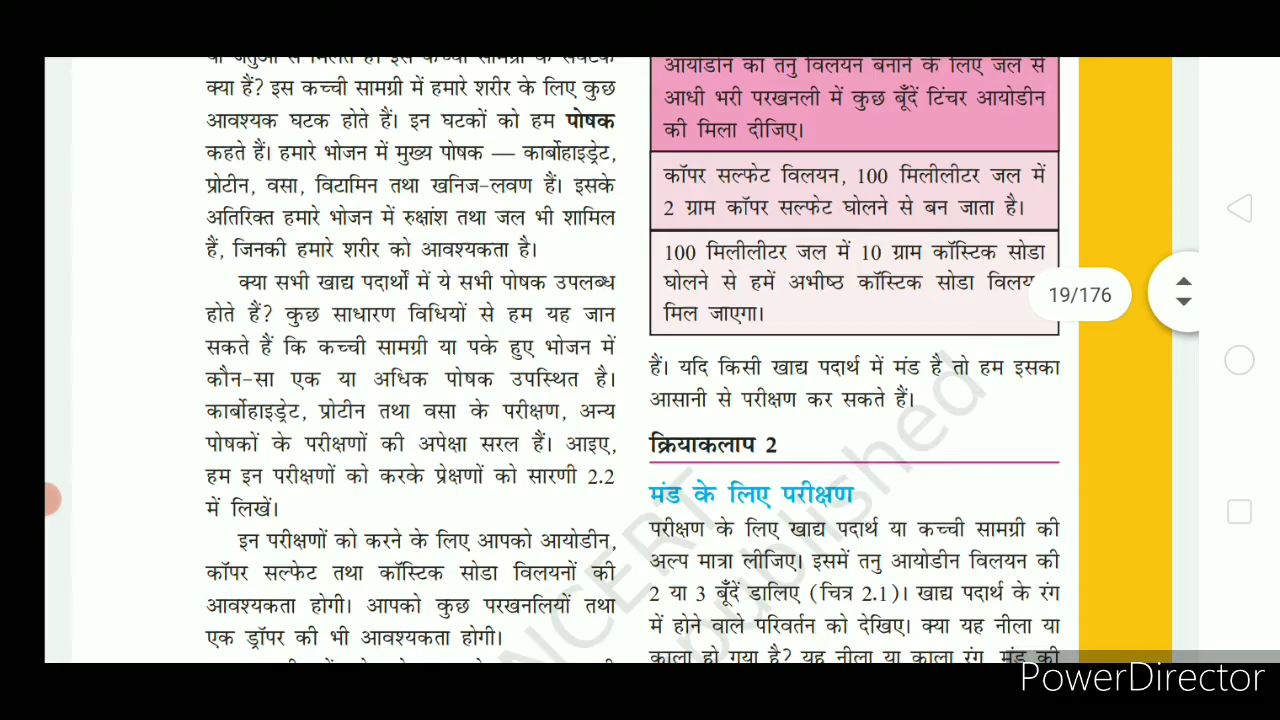 क्या हैं? इस कच्ची सामग्री में हमारे शरीर के लिए कुछ
आवश्यक घटक होते हैं। इन घटकों को हम पोषक
कहते हैं। हमारे भोजन में मुख्य पोषक — कार्बोहाइड्रेट,
प्रोटीन, वसा, विटामिन तथा खनिज-लवण हैं। इसके
अतिरिक्त हमारे भोजन में रुक्षांश तथा जल भी शामिल
हैं, जिनकी हमारे शरीर को आवश्यकता है।
क्या सभी खाद्य पदार्थों में ये सभी पोषक उपलब्ध
होते हैं? कुछ साधारण विधियों से हम यह जान
सकते हैं कि कच्ची सामग्री या पके हुए भोजन में
कौन-सा एक या अधिक पोषक उपस्थित है।
कार्बोहाइड्रेट, प्रोटीन तथा वसा के परीक्षण, अन्य
पोषकों के परीक्षणों की अपेक्षा सरल हैं। आइए,
हम इन परीक्षणों को करके प्रेक्षणों को सारणी 2.2
में लिखें।
इन परीक्षणों को करने के लिए आपको आयोडीन,
कॉपर सल्फेट तथा कॉस्टिक सोडा विलयनों की
आवश्यकता होगी। आपको कुछ परखनलियों तथा
एक ड्रॉपर की भी आवश्यकता होगी।
आयोडीन का तनु विलयन बनाने के लिए जल से
आधी भरी परखनली में कुछ बूँदें टिंचर आयोडीन
की मिला दीजिए।
कॉपर सल्फेट विलयन, 100 मिलीलीटर जल में
2 ग्राम कॉपर सल्फेट घोलने से बन जाता है।
100 मिलीलीटर जल में 10 ग्राम कॉस्टिक सोडा
घोलने से हमें अभीष्ठ कॉस्टिक सोडा
मिल जाएगा।
19/176
हैं। यदि किसी खाद्य पदार्थ में मंड है तो हम इसका
आसानी से परीक्षण कर सकते हैं।
क्रियाकलाप 2
मंड के लिए परीक्षण
परीक्षण के लिए खाद्य पदार्थ या कच्ची सामग्री की
अल्प मात्रा लीजिए। इसमें तनु आयोडीन विलयन की
2 या 3 बूँदें डालिए (चित्र 2.1)। खाद्य पदार्थ के रंग
में होने वाले परिवर्तन को देखिए। क्या यह नीला या
काला हो गया है? यह नीला या काला रंग, मंड की
NCERT
published
PowerDirector